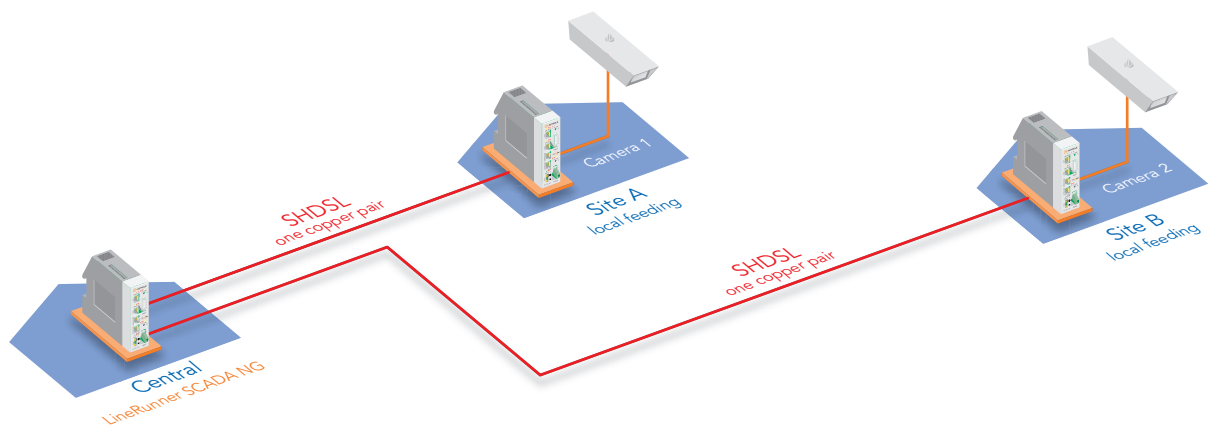 Camera 1
Site A
local feeding
SHDSL
one copper pair
Camera 2
Site B
local feeding
SHDSL
one copper pair
Central
LineRunner SCADA NG